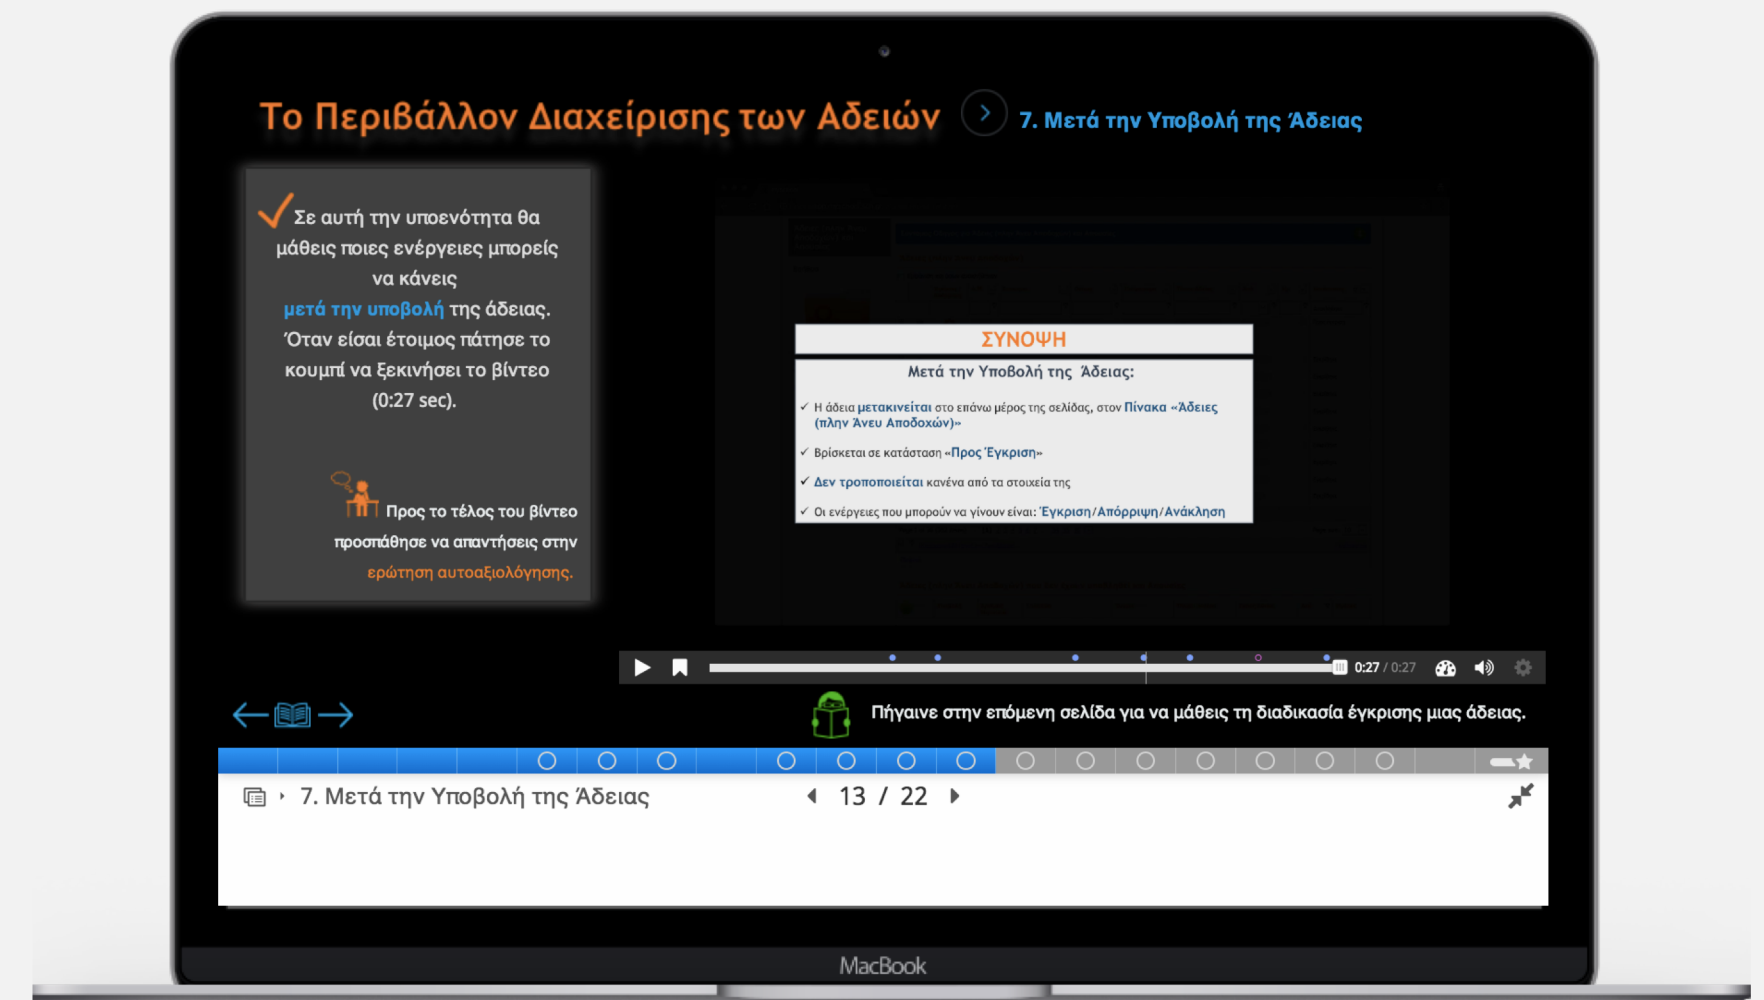 Το Περιβάλλον Διαχείρισης των Αδειών
7. Μετά την Υποβολή της Άδειας
Σε αυτή την υποενότητα θα
μάθεις ποιες ενέργειες μπορείς
να κάνεις
μετά την υποβολή της άδειας.
Όταν είσαι έτοιμος πάτησε το
κουμπί να ξεκινήσει το βίντεο
(0:27 sec).
Προς το τέλος του βίντεο
προσπάθησε να απαντήσεις στην
ερώτηση αυτοαξιολόγησης.
ΣΥΝΟΨΗ
Μετά την Υποβολή της Άδειας:
✓ Η άδεια μετακινείται στο επάνω μέρος της σελίδας, στον Πίνακα «Άδειες
(πλην Άνευ Αποδοχών)»
✓ Βρίσκεται σε κατάσταση «Προς Έγκριση»
✓ Δεν τροποποιείται κανένα από τα στοιχεία της
✓ Οι ενέργειες που μπορούν να γίνουν είναι: Έγκριση/Απόρριψη/Ανάκληση
0:27 / 0:27
Πήγαινε στην επόμενη σελίδα για να μάθεις τη διαδικασία έγκρισης μιας άδειας.
7. Μετά την Υποβολή της Άδειας
13 / 22
MacBook